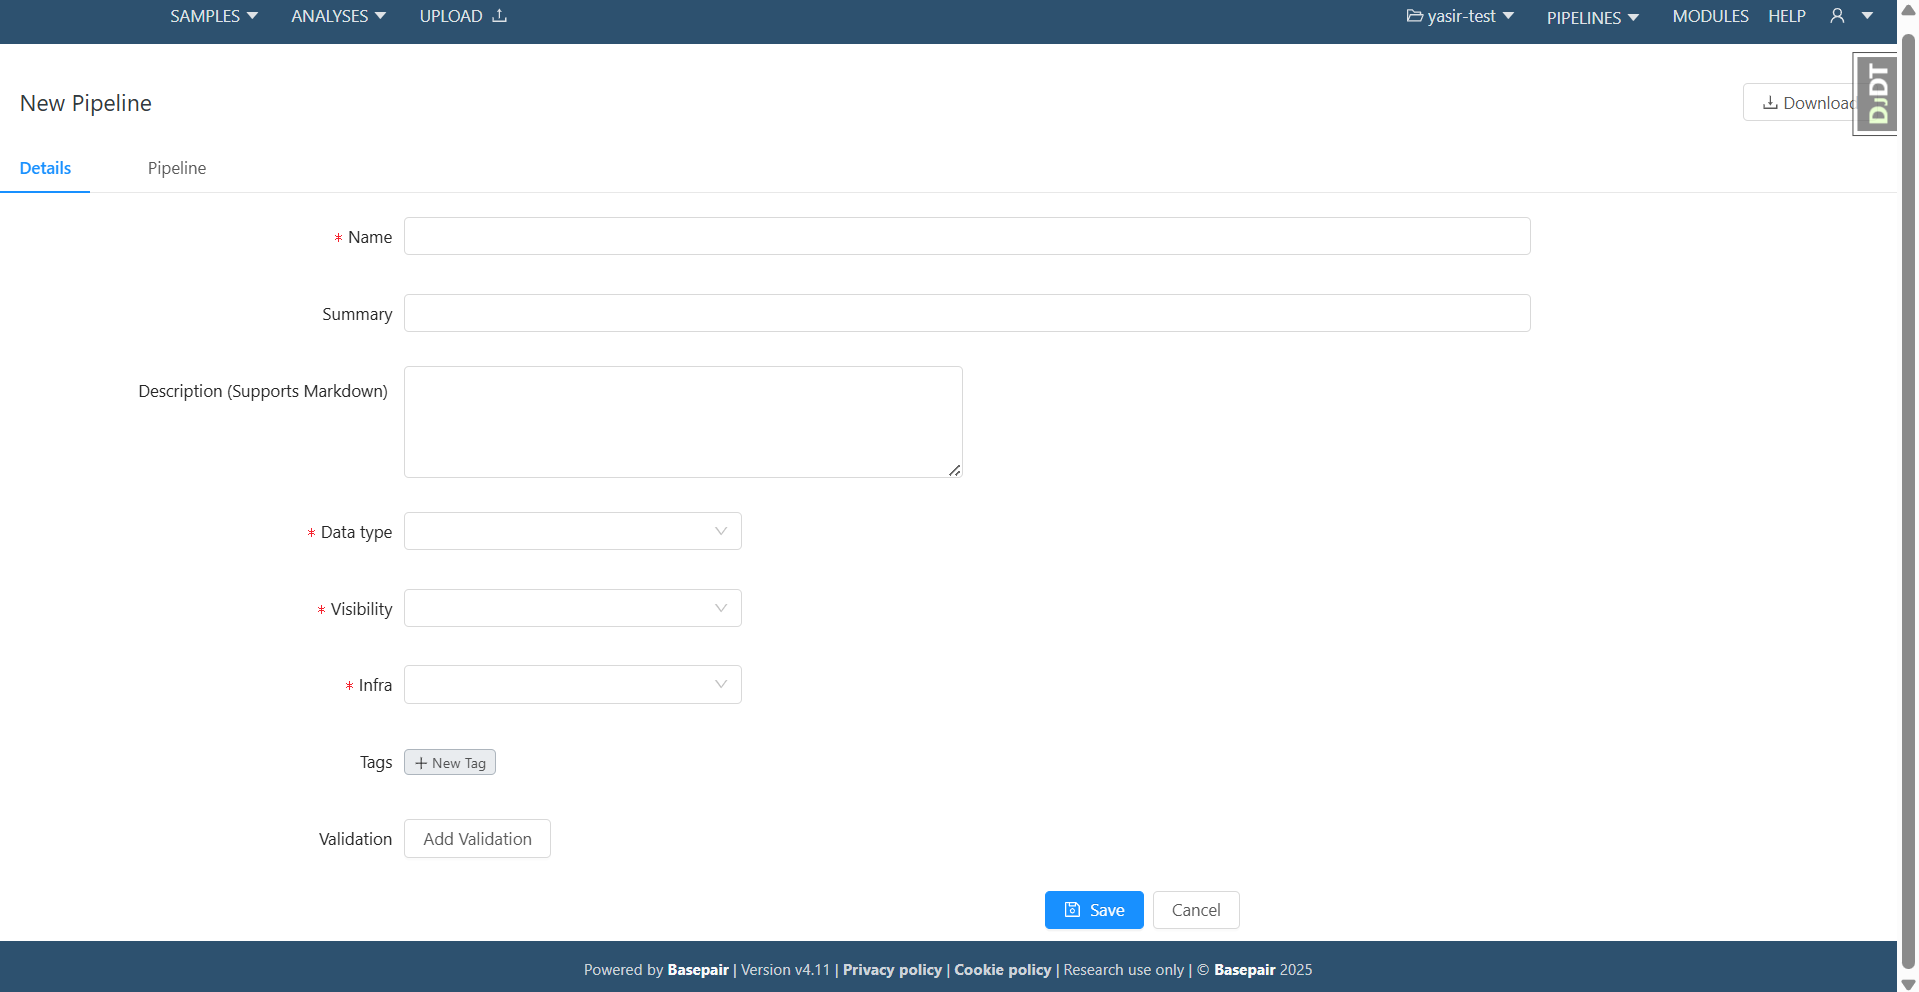 SAMPLES ANALYSES UPLOAD yasir-test PIPELINES MODULES HELP
New Pipeline
Download
DJDT
Details Pipeline
* Name
Summary
Description (Supports Markdown)
* Data type
* Visibility
* Infra
Tags + New Tag
Validation Add Validation
Save Cancel
Powered by Basepair | Version v4.11 | Privacy policy | Cookie policy | Research use only | © Basepair 2025